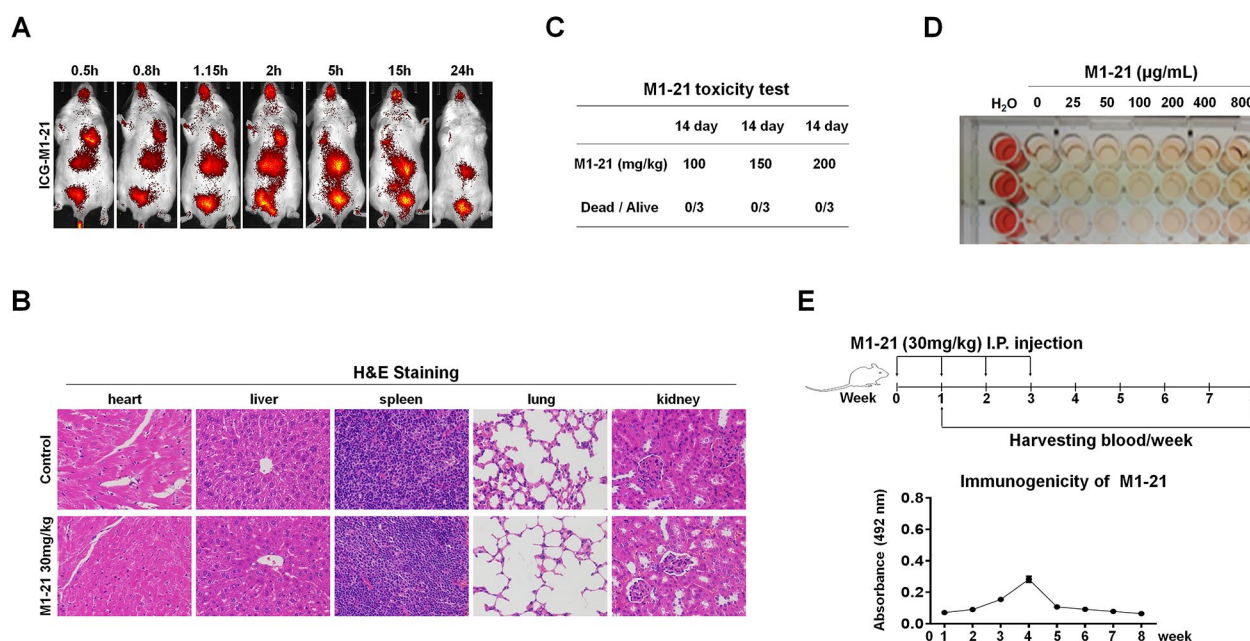 A
0.5h 0.8h 1.15h 2h 5h 15h 24h
ICG-M1-21
C
M1-21 toxicity test
14 day 14 day 14 day
M1-21 (mg/kg) 100 150 200
Dead / Alive 0/3 0/3 0/3
D
M1-21 (μg/mL)
H₂O 0 25 50 100 200 400 800
B
H&E Staining
heart liver spleen lung kidney
Control
M1-21 30mg/kg
E
M1-21 (30mg/kg) I.P. injection
Week 0 1 2 3 4 5 6 7
Harvesting blood/week
Immunogenicity of M1-21
Absorbance (492 nm)
0.8
0.6
0.4
0.2
0.0
0 1 2 3 4 5 6 7 8 week